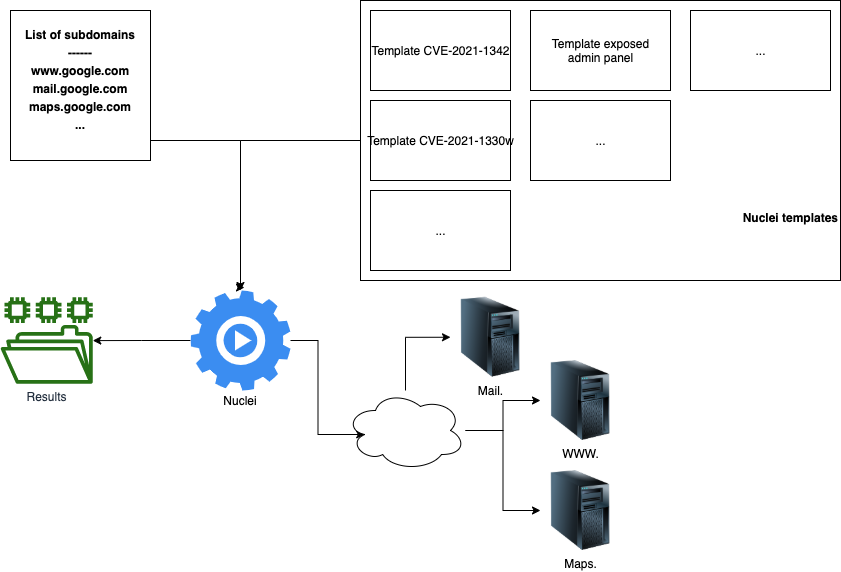 List of subdomains
------
www.google.com
mail.google.com
maps.google.com
...
Template CVE-2021-1342
Template exposed
admin panel
...
Template CVE-2021-1330w
...
...
Nuclei templates
Results
Nuclei
Mail.
WWW.
Maps.